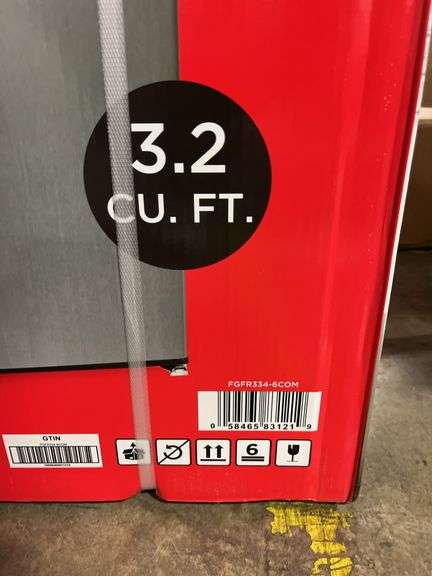 3.2
CU. FT.
FGFR334-6COM
0 58465 83121 9
GTIN
6